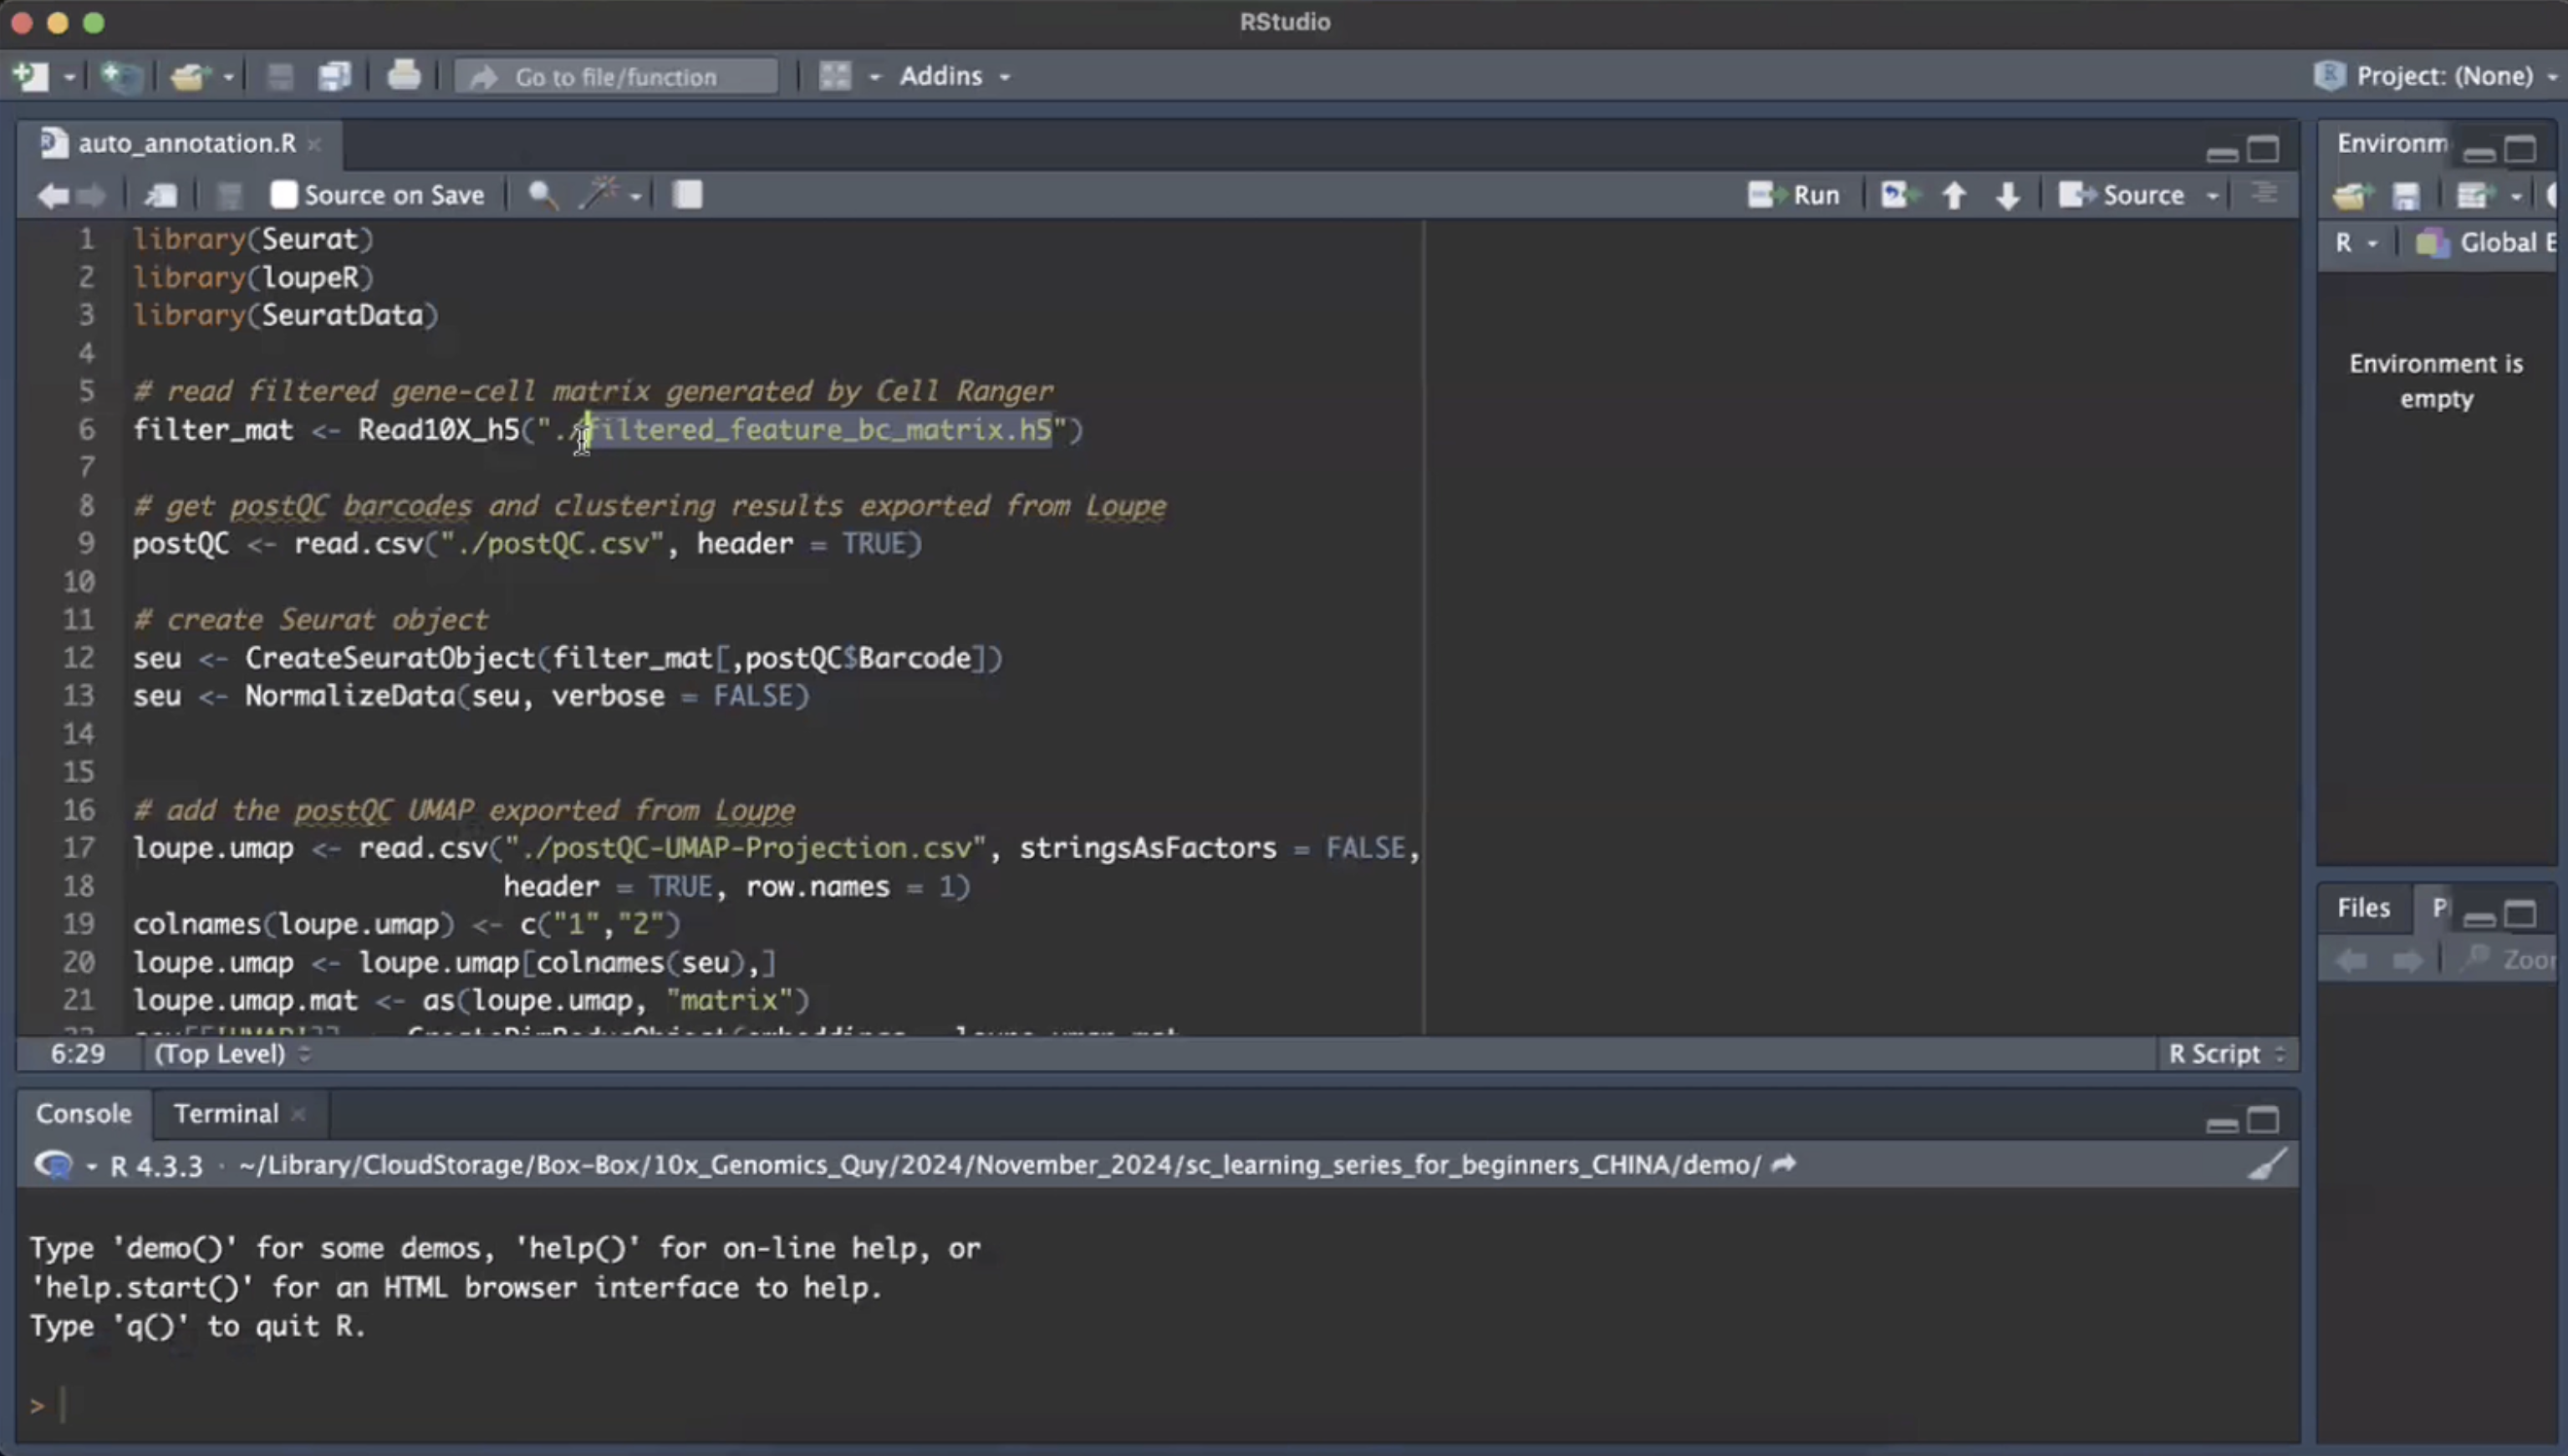 RStudio
Go to file/function
Addins
Project: (None)
auto_annotation.R
Source on Save
Run
Source
1 library(Seurat)
2 library(loupeR)
3 library(SeuratData)
4
5 # read filtered gene-cell matrix generated by Cell Ranger
6 filter_mat <- Read10X_h5("./filtered_feature_bc_matrix.h5")
7
8 # get postQC barcodes and clustering results exported from Loupe
9 postQC <- read.csv("./postQC.csv", header = TRUE)
10
11 # create Seurat object
12 seu <- CreateSeuratObject(filter_mat[,postQC$Barcode])
13 seu <- NormalizeData(seu, verbose = FALSE)
14
15
16 # add the postQC UMAP exported from Loupe
17 loupe.umap <- read.csv("./postQC-UMAP-Projection.csv", stringsAsFactors = FALSE,
18 header = TRUE, row.names = 1)
19 colnames(loupe.umap) <- c("1","2")
20 loupe.umap <- loupe.umap[colnames(seu),]
21 loupe.umap.mat <- as(loupe.umap, "matrix")
6:29 (Top Level)
R Script
Console
Terminal
R 4.3.3 · ~/Library/CloudStorage/Box-Box/10x_Genomics_Quy/2024/November_2024/sc_learning_series_for_beginners_CHINA/demo/
Type 'demo()' for some demos, 'help()' for on-line help, or
'help.start()' for an HTML browser interface to help.
Type 'q()' to quit R.
>
Environm
R
Global E
Environment is
empty
Files
P
Zoo